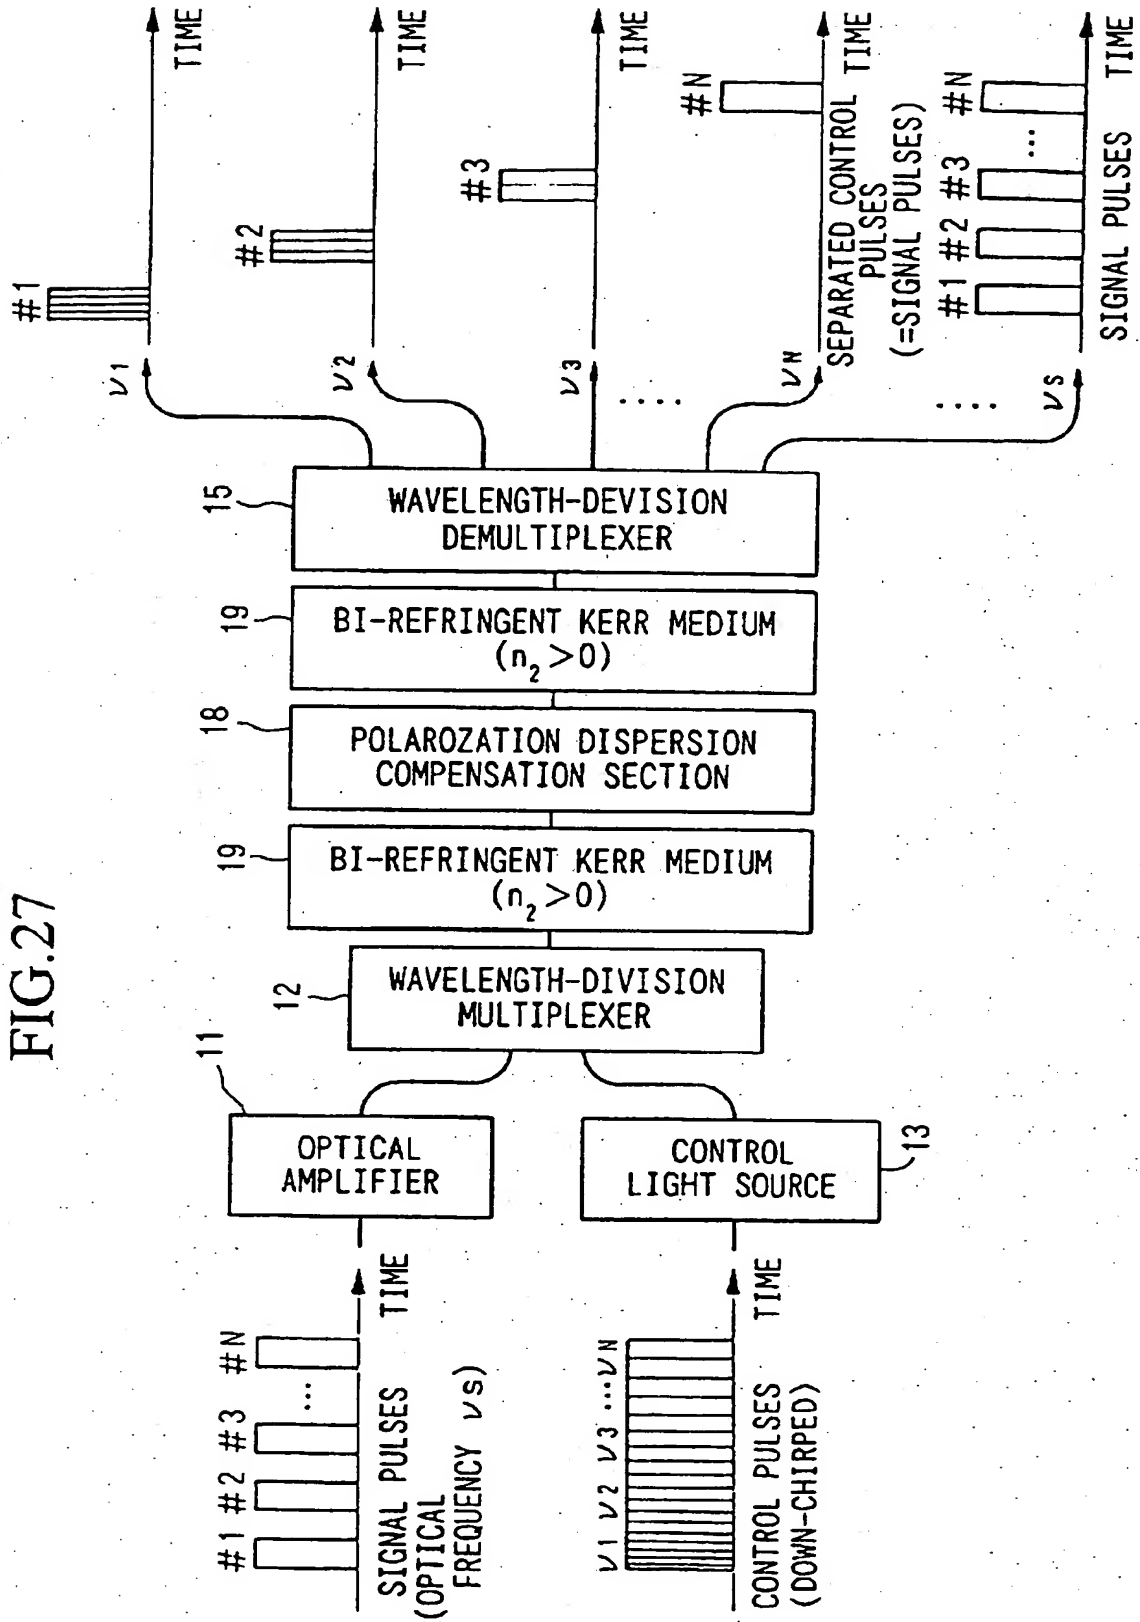 FIG.27
#1 #2 #3 ... #N
TIME
SIGNAL PULSES
(OPTICAL
FREQUENCY νs)
ν1 ν2 ν3 ...νN
TIME
CONTROL PULSES
(DOWN-CHIRPED)
11
OPTICAL
AMPLIFIER
13
CONTROL
LIGHT SOURCE
12
WAVELENGTH-DIVISION
MULTIPLEXER
19
BI-REFRINGENT KERR MEDIUM
(n2>0)
18
POLAROZATION DISPERSION
COMPENSATION SECTION
19
BI-REFRINGENT KERR MEDIUM
(n2>0)
15
WAVELENGTH-DEVISION
DEMULTIPLEXER
ν1
#1
TIME
ν2
#2
TIME
ν3
#3
TIME
....
νN
#N
TIME
SEPARATED CONTROL
PULSES
(=SIGNAL PULSES)
....
νS
#1 #2 #3 ... #N
TIME
SIGNAL PULSES